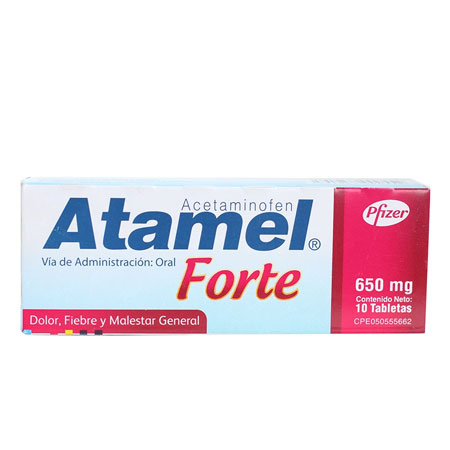 Acetaminofen
Atamel®
Vía de Administración: Oral
Forte
Dolor, Fiebre y Malestar General
Pfizer
650 mg
Contenido Neto:
10 Tabletas
CPE050555662